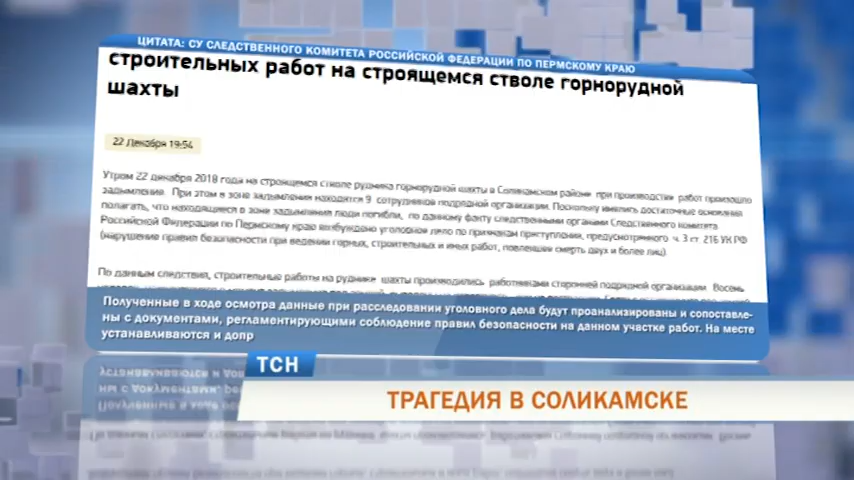 ЦИТАТА: СУ СЛЕДСТВЕННОГО КОМИТЕТА РОССИЙСКОЙ ФЕДЕРАЦИИ ПО ПЕРМСКОМУ КРАЮ
строительных работ на строящемся стволе горнорудной
шахты
22 Декабря 19:54
Утром 22 декабря 2018 года на строящемся стволе рудника горнорудной шахты в Соликамском районе при производстве работ произошло
задымление. При этом в зоне задымления находятся 9 сотрудников подрядной организации. Поскольку имелись достаточные основания
полагать, что находящиеся в зоне задымления люди погибли, по данному факту следственными органами Следственного комитета
Российской Федерации по Пермскому краю возбуждено уголовное дело по признакам преступления, предусмотренного ч. 3 ст. 216 УК РФ
(нарушение правил безопасности при ведении горных, строительных и иных работ, повлекшее смерть двух и более лиц).
По данным следствия, строительные работы на руднике шахты производились работниками сторонней подрядной организации. Восемь
Полученные в ходе осмотра данные при расследовании уголовного дела будут проанализированы и сопоставле-
ны с документами, регламентирующими соблюдение правил безопасности на данном участке работ. На месте
устанавливаются и допр
ТСН
ТРАГЕДИЯ В СОЛИКАМСКЕ